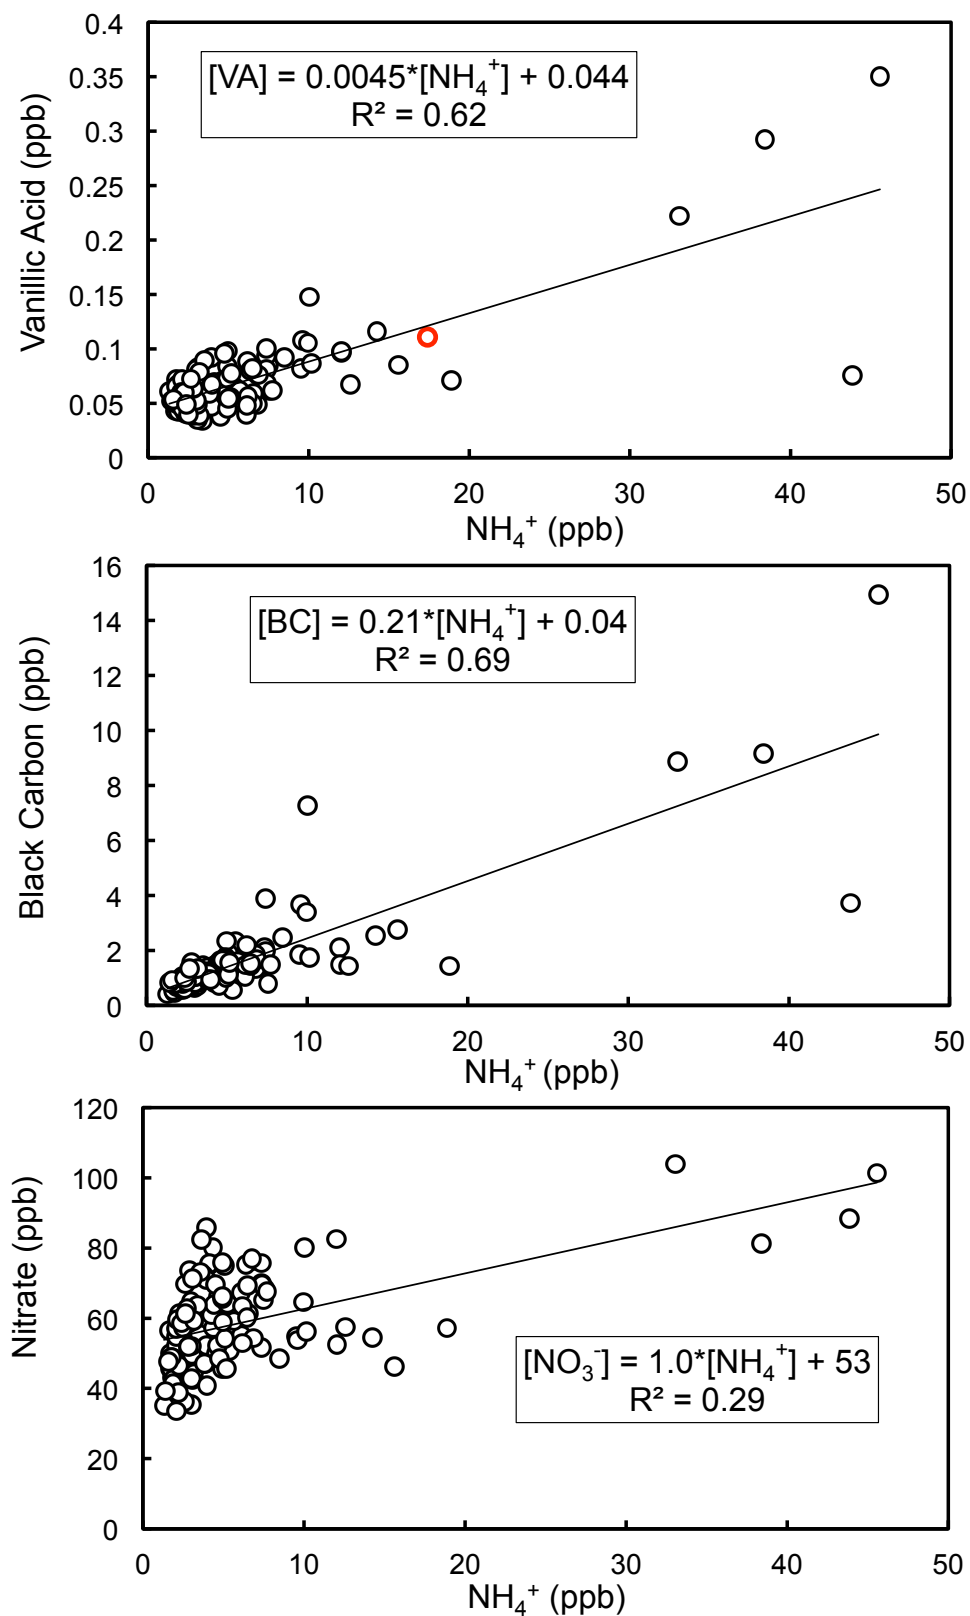 0.4
0.35
0.3
0.25
0.2
0.15
0.1
0.05
0
Vanillic Acid (ppb)
[VA] = 0.0045*[NH₄⁺] + 0.044
R² = 0.62
0 10 20 30 40 50
NH₄⁺ (ppb)
16
14
12
10
8
6
4
2
0
Black Carbon (ppb)
[BC] = 0.21*[NH₄⁺] + 0.04
R² = 0.69
0 10 20 30 40 50
NH₄⁺ (ppb)
120
100
80
60
40
20
0
Nitrate (ppb)
[NO₃⁻] = 1.0*[NH₄⁺] + 53
R² = 0.29
0 10 20 30 40 50
NH₄⁺ (ppb)